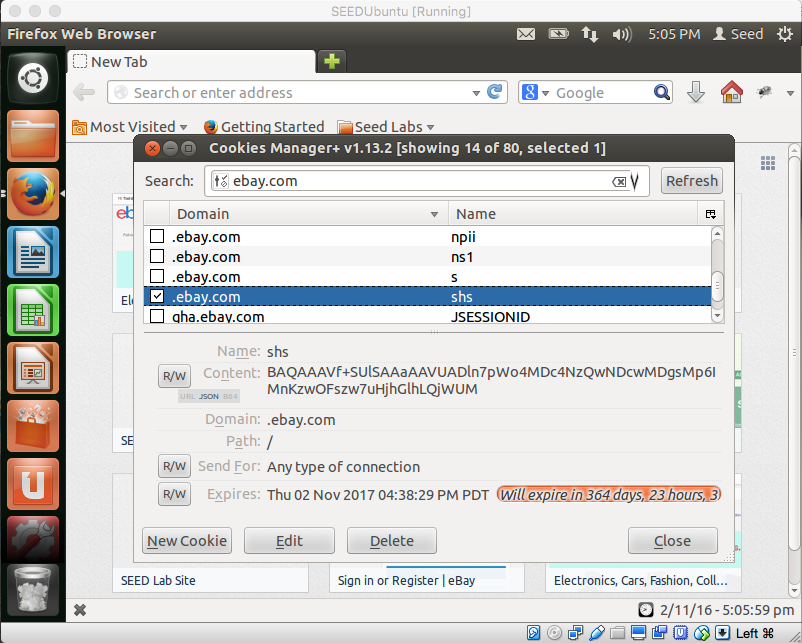 SEEDUbuntu [Running]
Firefox Web Browser
5:05 PM
Seed
New Tab
Search or enter address
Google
Most Visited
Getting Started
Seed Labs
Cookies Manager+ v1.13.2 [showing 14 of 80, selected 1]
Search:
ebay.com
Refresh
Domain
Name
.ebay.com
npii
.ebay.com
ns1
.ebay.com
s
.ebay.com
shs
gha.ebay.com
JSESSIONID
Name: shs
R/W
Content: BAQAAAVf+SUlSAAaAAVUADln7pWo4MDc4NzQwNDcwMDgsMp6I
MnKzwOFszw7uHjhGlhLQjWUM
URL JSON B64
Domain: .ebay.com
Path: /
R/W Send For: Any type of connection
R/W Expires: Thu 02 Nov 2017 04:38:29 PM PDT Will expire in 364 days, 23 hours, 3
New Cookie
Edit
Delete
Close
SEED Lab Site
Sign in or Register | eBay
Electronics, Cars, Fashion, Coll...
2/11/16 - 5:05:59 pm
Left ⌘